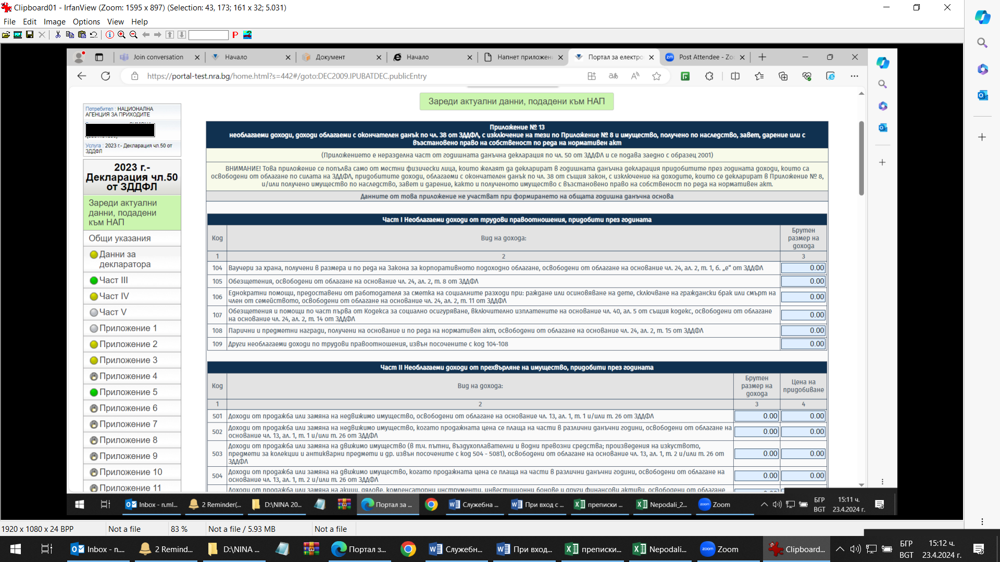 Clipboard01 - IrfanView (Zoom: 1595 x 897) (Selection: 43, 173; 161 x 32; 5.031)
File Edit Image Options View Help
P
Join conversation
Начало
Документ
Начало
Напнет приложен
Портал за електро
Post Attendee - Zo
https://portal-test.nra.bg/home.html?s=442#/goto:DEC2009.IPUBATDEC.publicEntry
Зареди актуални данни, подадени към НАП
Потребител : НАЦИОНАЛНА
АГЕНЦИЯ ЗА ПРИХОДИТЕ
Услуга : 2023 г.- Декларация чл.50 от
ЗДДФЛ
2023 г.-
Декларация чл.50
от ЗДДФЛ
Зареди актуални
данни, подадени
към НАП
Общи указания
Данни за
декларатора
Част III
Част IV
Част V
Приложение 1
Приложение 2
Приложение 3
Приложение 4
Приложение 5
Приложение 6
Приложение 7
Приложение 8
Приложение 9
Приложение 10
Приложение 11
Приложение № 13
необлагаеми доходи, доходи облагаеми с окончателен данък по чл. 38 от ЗДДФЛ, с изключение на тези по Приложение № 8 и имущество, получено по наследство, завет, дарение или с
възстановено право на собственост по реда на нормативен акт
(Приложението е неразделна част от годишната данъчна декларация по чл. 50 от ЗДДФЛ и се подава заедно с образец 2001)
ВНИМАНИЕ! Това приложение се попълва само от местни физически лица, които желаят да декларират в годишната данъчна декларация придобитите през годината доходи, които са
освободени от облагане по силата на ЗДДФЛ, придобитите доходи, облагаеми с окончателен данък по чл. 38 от същия закон, с изключение на доходите, които се декларират в Приложение № 8,
и/или получено имущество по наследство, завет и дарение, както и полученото имущество с възстановено право на собственост по реда на нормативен акт.
Данните от това приложение не участват при формирането на общата годишна данъчна основа
Част I Необлагаеми доходи от трудови правоотношения, придобити през годината
Код Вид на дохода: Брутен
размер на
дохода
1 2 3
104 Ваучери за храна, получени в размера и по реда на Закона за корпоративното подоходно облагане, освободени от облагане на основание чл. 24, ал. 2, т. 1, б. „е“ от ЗДДФЛ 0.00
105 Обезщетения, освободени от облагане на основание чл. 24, ал. 2, т. 8 от ЗДДФЛ 0.00
106 Еднократни помощи, предоставени от работодателя за сметка на социалните разходи при: раждане или осиновяване на дете, сключване на граждански брак или смърт на
член от семейството, освободени от облагане на основание чл. 24, ал. 2, т. 11 от ЗДДФЛ 0.00
107 Обезщетения и помощи по част първа от Кодекса за социално осигуряване, включително изплатените на основание чл. 40, ал. 5 от същия кодекс, освободени от облагане
на основание чл. 24, ал. 2, т. 14 от ЗДДФЛ 0.00
108 Парични и предметни награди, получени на основание и по реда на нормативен акт, освободени от облагане на основание чл. 24, ал. 2, т. 15 от ЗДДФЛ 0.00
109 Други необлагаеми доходи по трудови правоотношения, извън посочените с код 104-108 0.00
Част II Необлагаеми доходи от прехвърляне на имущество, придобити през годината
Код Вид на дохода: Брутен
размер на
дохода
Цена на
придобиване
1 2 3 4
501 Доходи от продажба или замяна на недвижимо имущество, освободени от облагане на основание чл. 13, ал. 1, т. 1 и/или т. 26 от ЗДДФЛ 0.00 0.00
502 Доходи от продажба или замяна на недвижимо имущество, когато продажната цена се плаща на части в различни данъчни години, освободени от облагане на
основание чл. 13, ал. 1, т. 1 и/или т. 26 от ЗДДФЛ 0.00 0.00
503 Доходи от продажба или замяна на движимо имущество (в т.ч. пътни, въздухоплавателни и водни превозни средства; произведения на изкуството,
предмети за колекции и антикварни предмети и др. извън посочените с код 504 - 5081), освободени от облагане на основание чл. 13, ал. 1, т. 2 и/или т. 26 от
ЗДДФЛ 0.00 0.00
504 Доходи от продажба или замяна на движимо имущество, когато продажната цена се плаща на части в различни данъчни години, освободени от облагане на
основание чл. 13, ал. 1, т. 2 и/или т. 26 от ЗДДФЛ 0.00 0.00
Доходи от продажба или замяна на акции, дялове, компенсаторни инструменти, инвестиционни бонове и други финансови активи, освободени от облагане
Inbox - n.ml...
2 Reminder(...
D:\NINA 20...
Портал за ...
Служебна ...
При вход с ...
преписки ...
Nepodali_2...
Zoom
БГР
BGT
15:11 ч.
23.4.2024 г.
1920 x 1080 x 24 BPP Not a file 83 % Not a file / 5.93 MB Not a file
Inbox - n....
2 Remind...
D:\NINA ...
Портал з...
Служебн...
При вход...
преписки...
Nepodali...
Zoom
Clipboard...
БГР
BGT
15:12 ч.
23.4.2024 г.